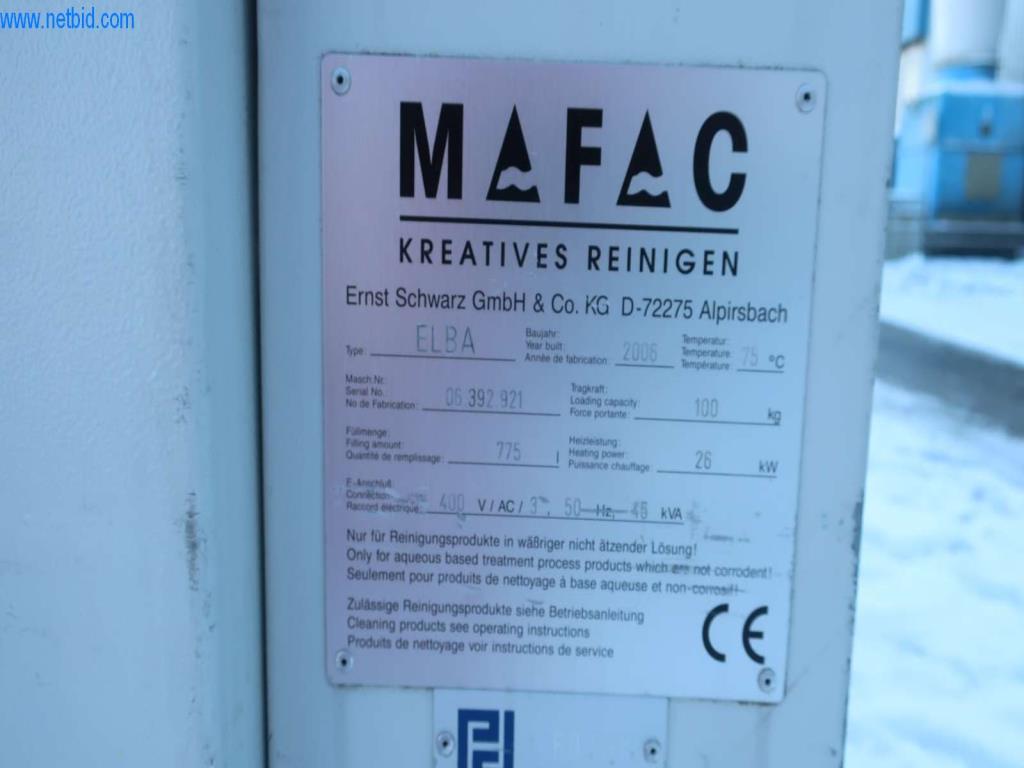 www.netbid.com
MAFAC
KREATIVES REINIGEN
Ernst Schwarz GmbH & Co. KG D-72275 Alpirsbach
Type: ELBA
Baujahr:
Year built:
Année de fabrication: 2006
Temperatur:
Temperature:
Température: 75 °C
Masch.Nr.:
Serial No.:
No de Fabrication: 06 392 921
Tragkraft:
Loading capacity:
Force portante: 100 kg
Füllmenge:
Filling amount:
Quantité de remplissage: 775 l
Heizleistung:
Heating power:
Puissance chauffage: 26 kW
E-Anschluß:
Connection
Raccord électrique: 400 V / AC / 3~, 50 Hz, 45 kVA
Nur für Reinigungsprodukte in wäßriger nicht ätzender Lösung!
Only for aqueous based treatment process products which are not corrodent!
Seulement pour produits de nettoyage à base aqueuse et non-corrosif!
Zulässige Reinigungsprodukte siehe Betriebsanleitung
Cleaning products see operating instructions
Produits de nettoyage voir instructions de service
CE